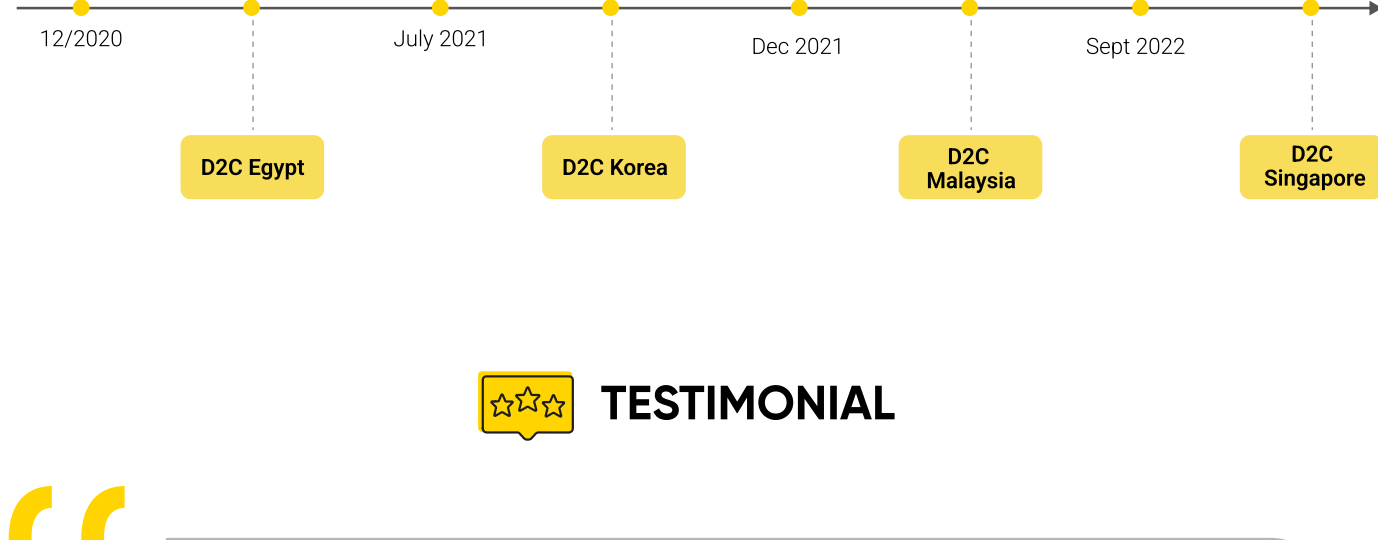 12/2020
July 2021
Dec 2021
Sept 2022
D2C Egypt
D2C Korea
D2C
Malaysia
D2C
Singapore
TESTIMONIAL